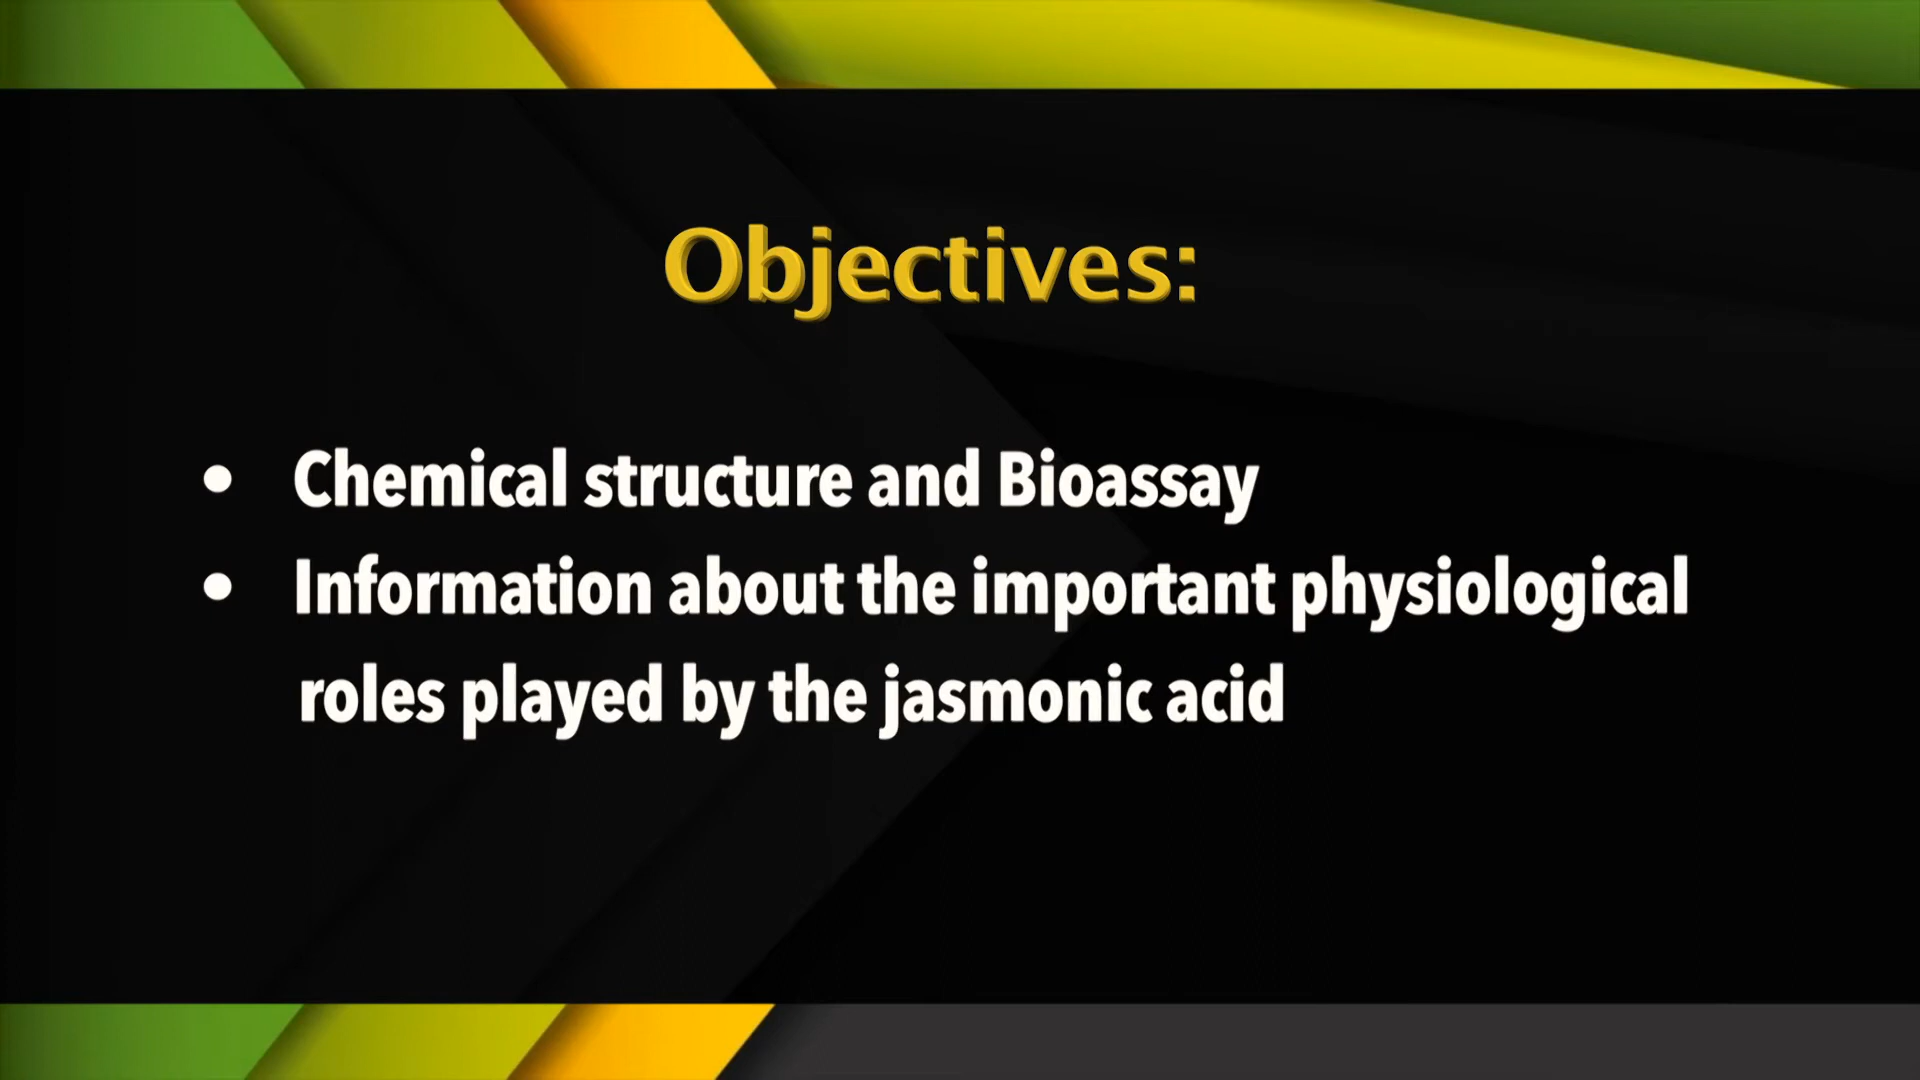 Objectives:
• Chemical structure and Bioassay
• Information about the important physiological
roles played by the jasmonic acid